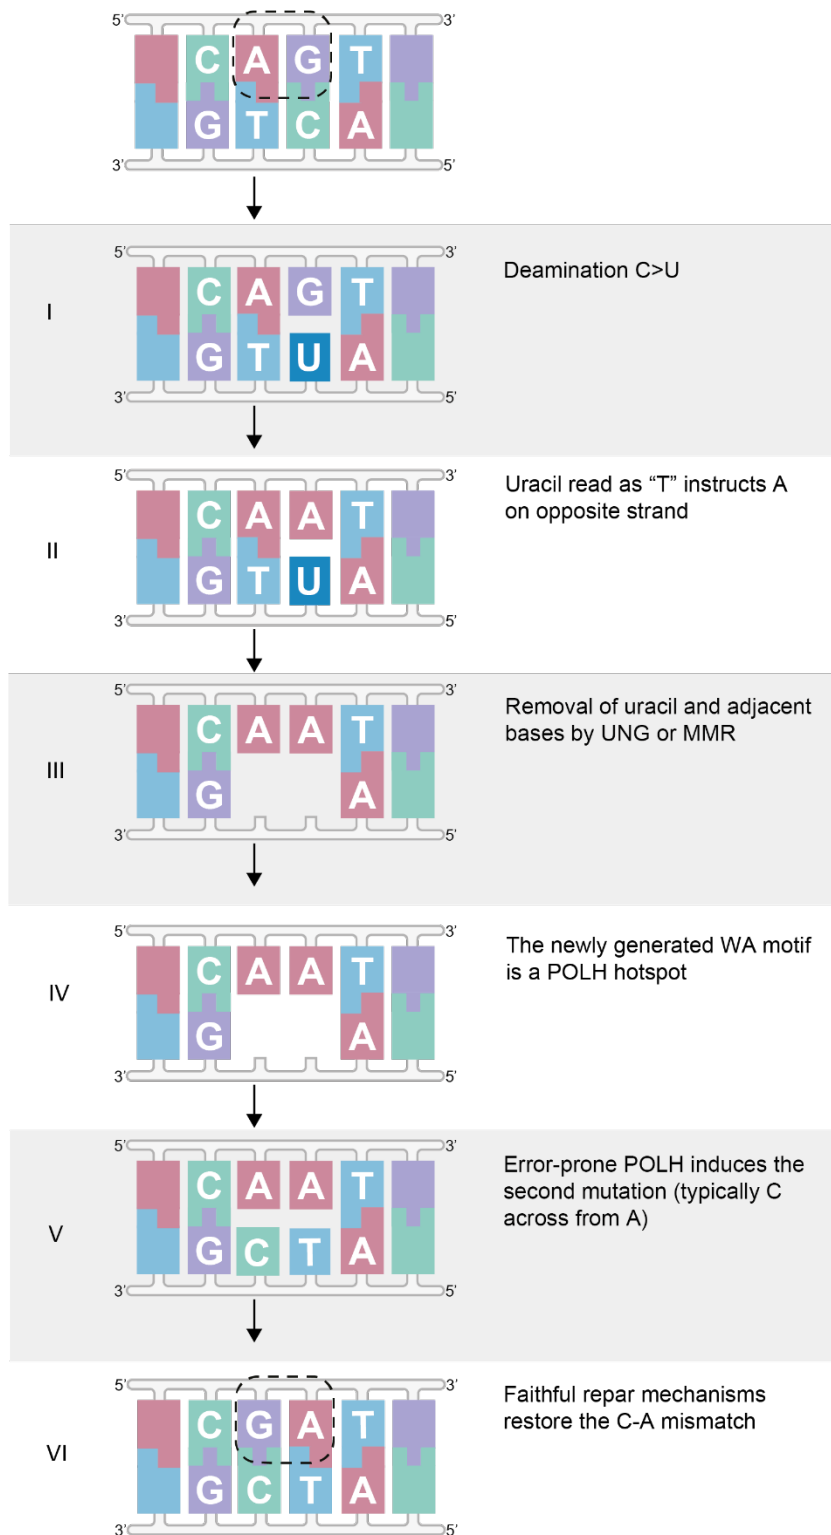 5’ 3’
C A G T
G T C A
3’ 5’
5’ 3’
Deamination C>U
C A G T
I
G T U A
3’ 5’
5’ 3’
Uracil read as “T” instructs A
on opposite strand
C A A T
II
G T U A
3’ 5’
5’ 3’
Removal of uracil and adjacent
bases by UNG or MMR
C A A T
III
G A
3’ 5’
5’ 3’
The newly generated WA motif
is a POLH hotspot
C A A T
IV
G A
3’ 5’
5’ 3’
Error-prone POLH induces the
second mutation (typically C
across from A)
C A A T
V
G C T A
3’ 5’
5’ 3’
Faithful repar mechanisms
restore the C-A mismatch
C G A T
VI
G C T A
3’ 5’